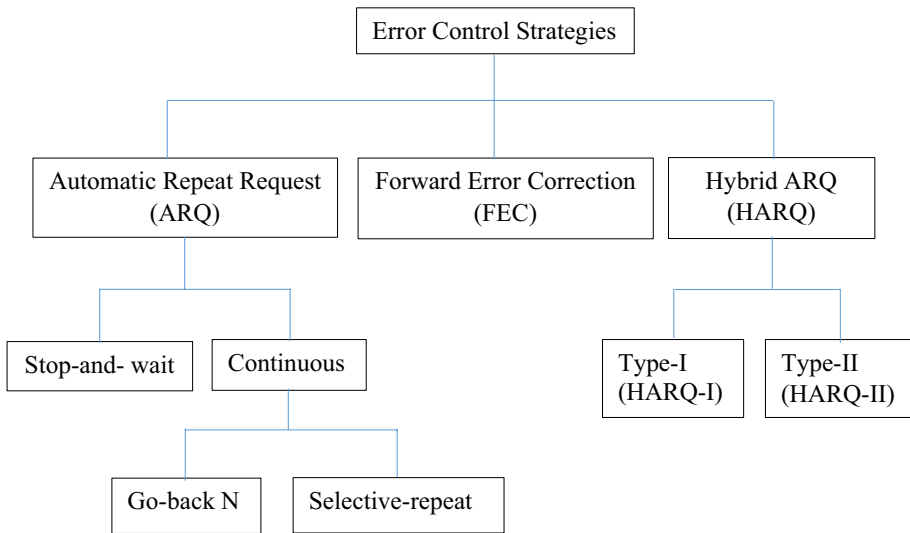 Error Control Strategies
Automatic Repeat Request
(ARQ)
Forward Error Correction
(FEC)
Hybrid ARQ
(HARQ)
Stop-and- wait
Continuous
Type-I
(HARQ-I)
Type-II
(HARQ-II)
Go-back N
Selective-repeat